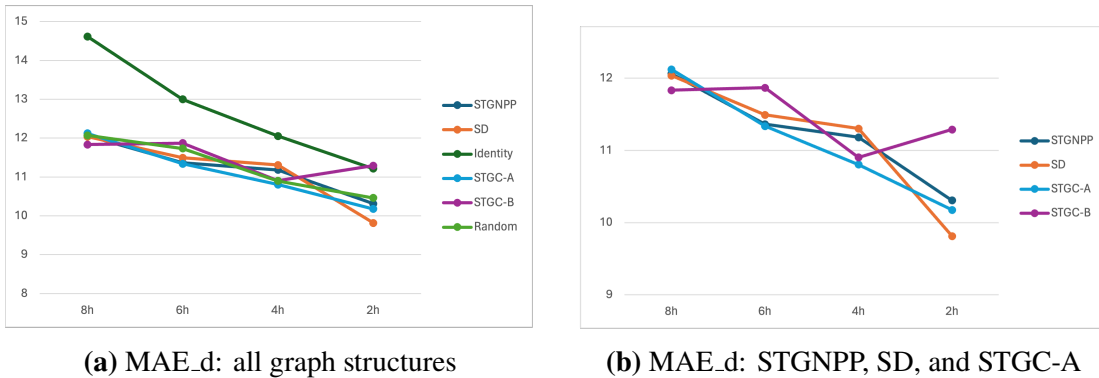 15
14
13
12
11
10
9
8
8h 6h 4h 2h
STGNPP
SD
Identity
STGC-A
STGC-B
Random
(a) MAE_d: all graph structures
12
11
10
9
8h 6h 4h 2h
STGNPP
SD
STGC-A
STGC-B
(b) MAE_d: STGNPP, SD, and STGC-A